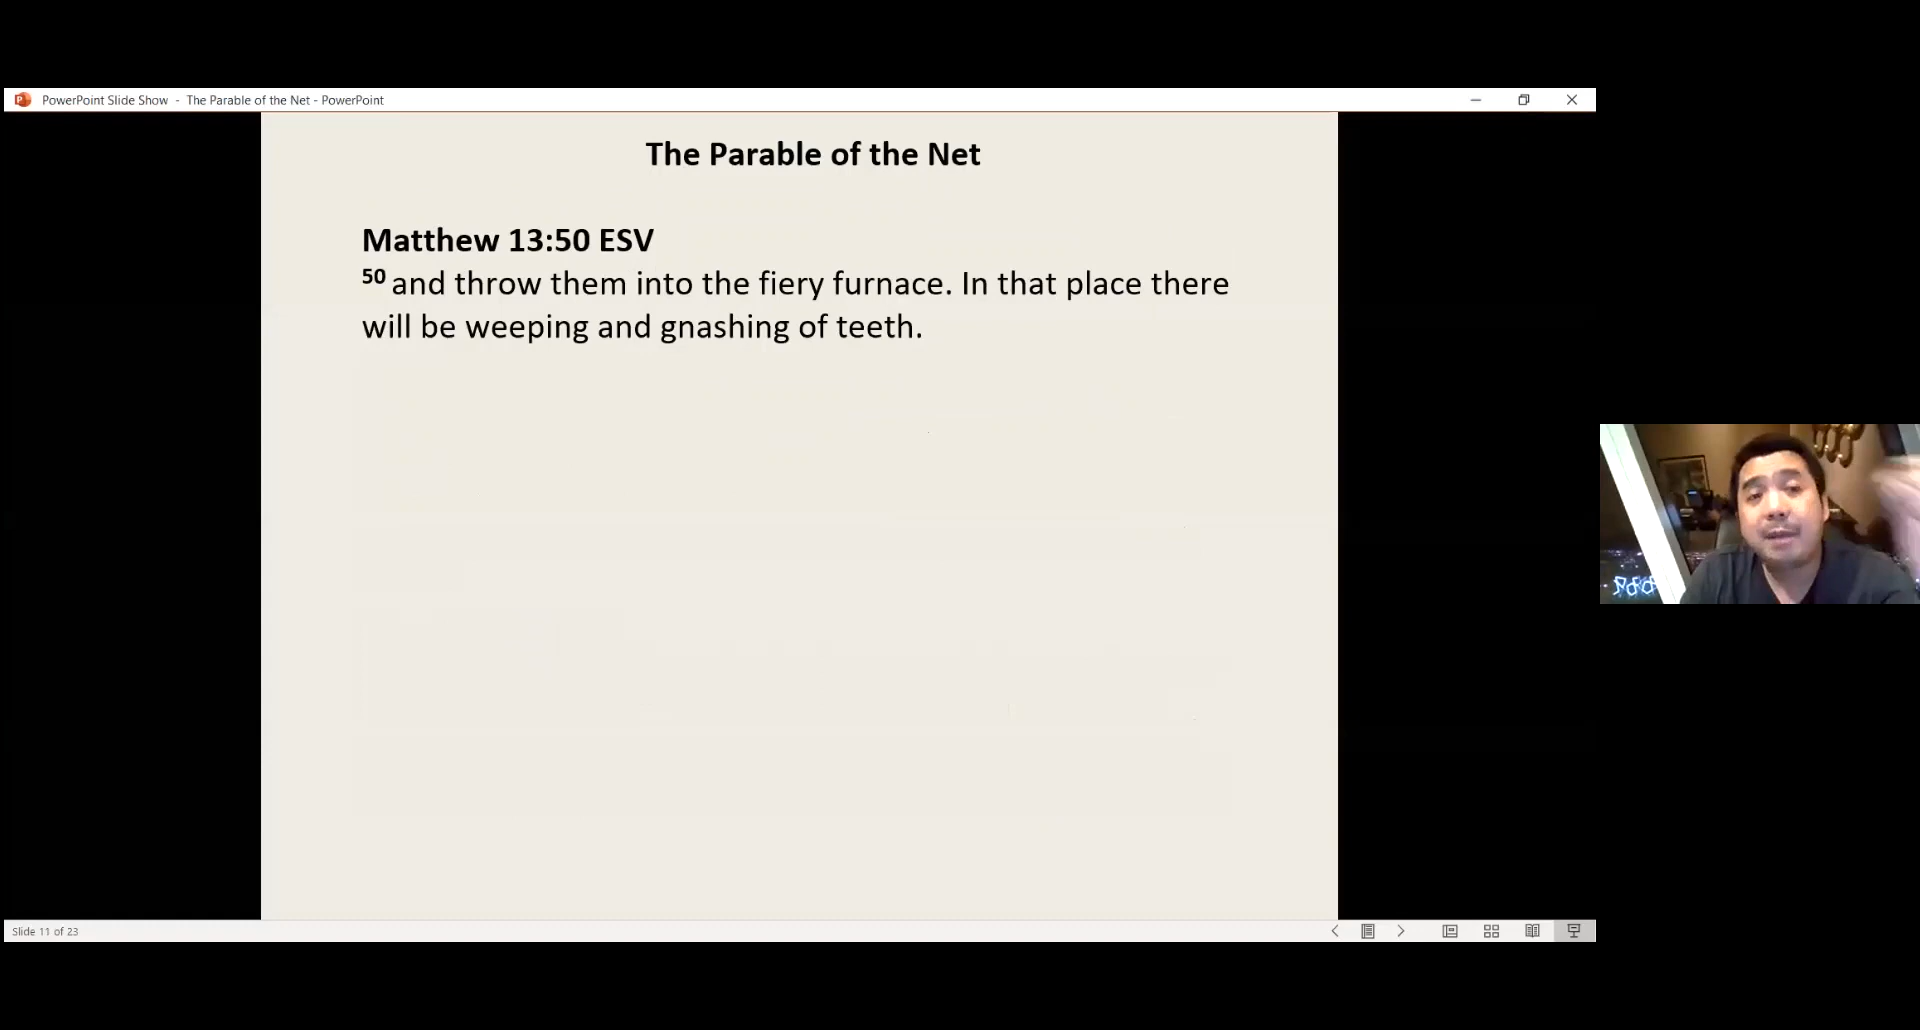 PowerPoint Slide Show - The Parable of the Net - PowerPoint
The Parable of the Net
Matthew 13:50 ESV
50 and throw them into the fiery furnace. In that place there
will be weeping and gnashing of teeth.
Slide 11 of 23